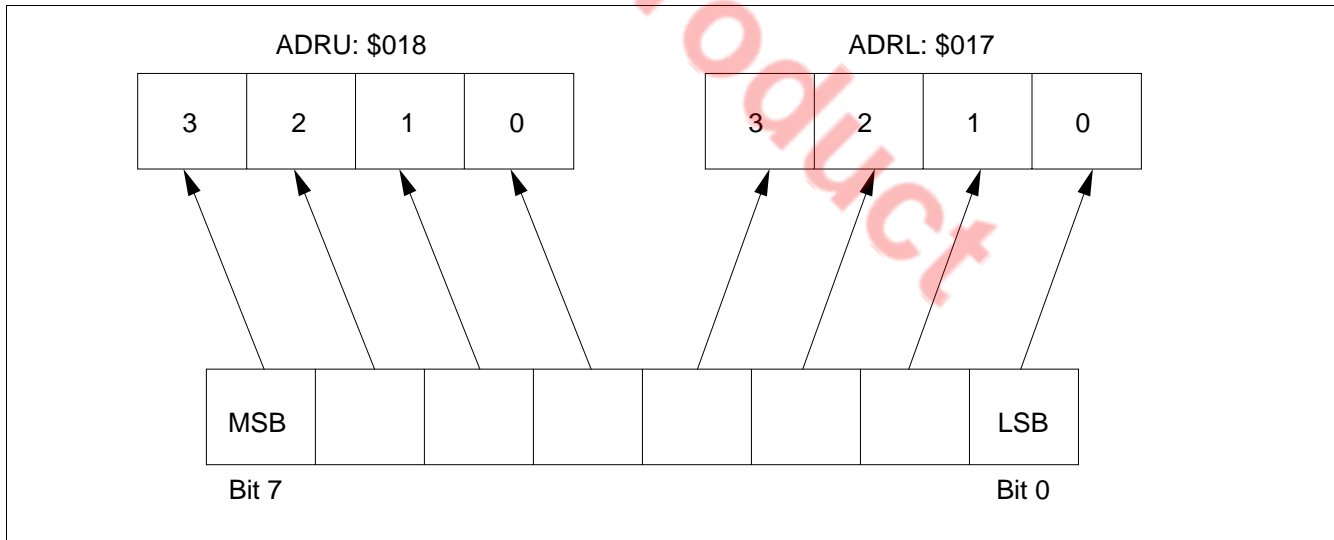 ADRU: $018 ADRL: $017
3 2 1 0 3 2 1 0
MSB LSB
Bit 7 Bit 0